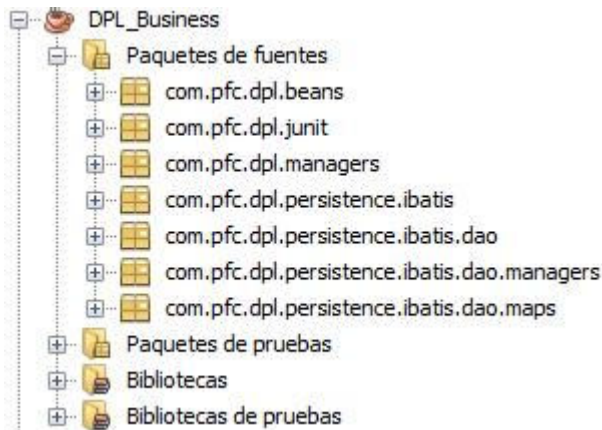 DPL_Business
Paquetes de fuentes
com.pfc.dpl.beans
com.pfc.dpl.junit
com.pfc.dpl.managers
com.pfc.dpl.persistence.ibatis
com.pfc.dpl.persistence.ibatis.dao
com.pfc.dpl.persistence.ibatis.dao.managers
com.pfc.dpl.persistence.ibatis.dao.maps
Paquetes de pruebas
Bibliotecas
Bibliotecas de pruebas